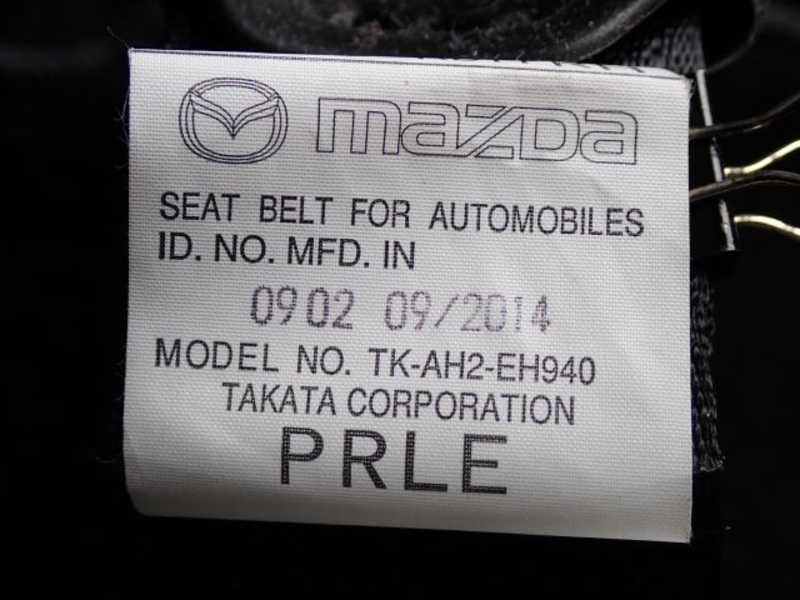 mazda
SEAT BELT FOR AUTOMOBILES
ID. NO. MFD. IN
0902 09/2014
MODEL NO. TK-AH2-EH940
TAKATA CORPORATION
PRLE